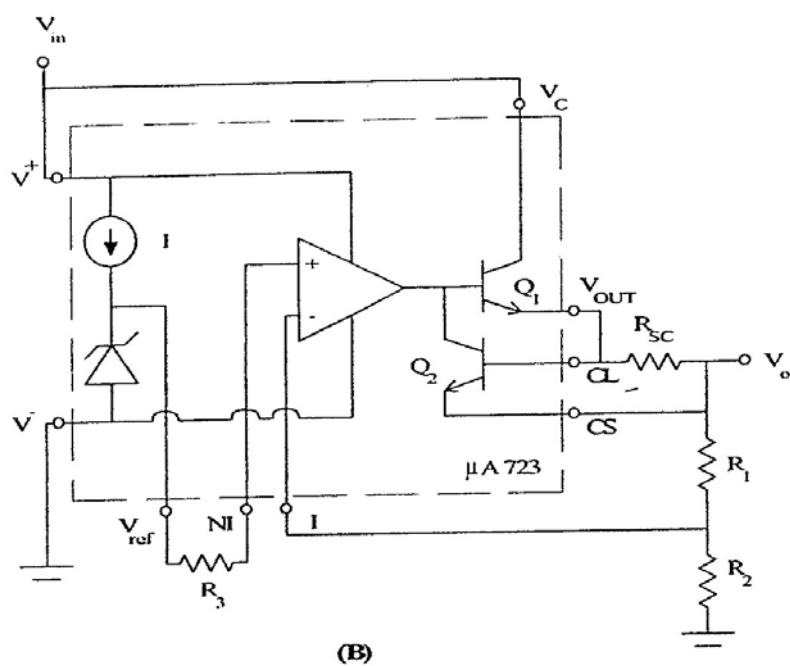 V_in
V_C
V^+
I
+
-
Q_1
V_OUT
R_SC
V_o
Q_2
CL
CS
V^-
μA 723
R_1
V_ref
NI
I
R_3
R_2
(B)